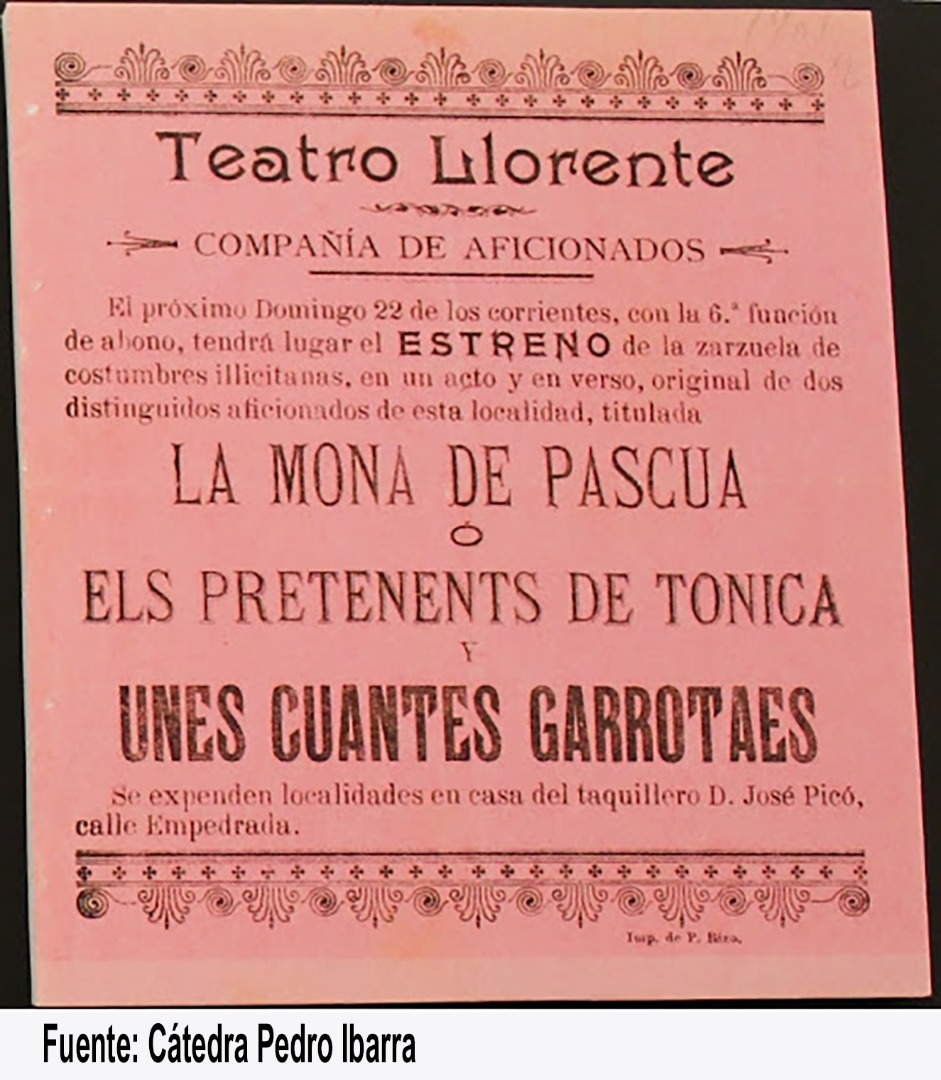 Teatro Llorente
COMPAÑÍA DE AFICIONADOS
El próximo Domingo 22 de los corrientes, con la 6.ª función
de abono, tendrá lugar el ESTRENO de la zarzuela de
costumbres illicitanas, en un acto y en verso, original de dos
distinguidos aficionados de esta localidad, titulada
LA MONA DE PASCUA
Ó
ELS PRETENENTS DE TONICA
Y
UNES CUANTES GARROTAES
Se expenden localidades en casa del taquillero D. José Picó,
calle Empedrada.
Imp. de P.
Fuente: Cátedra Pedro Ibarra